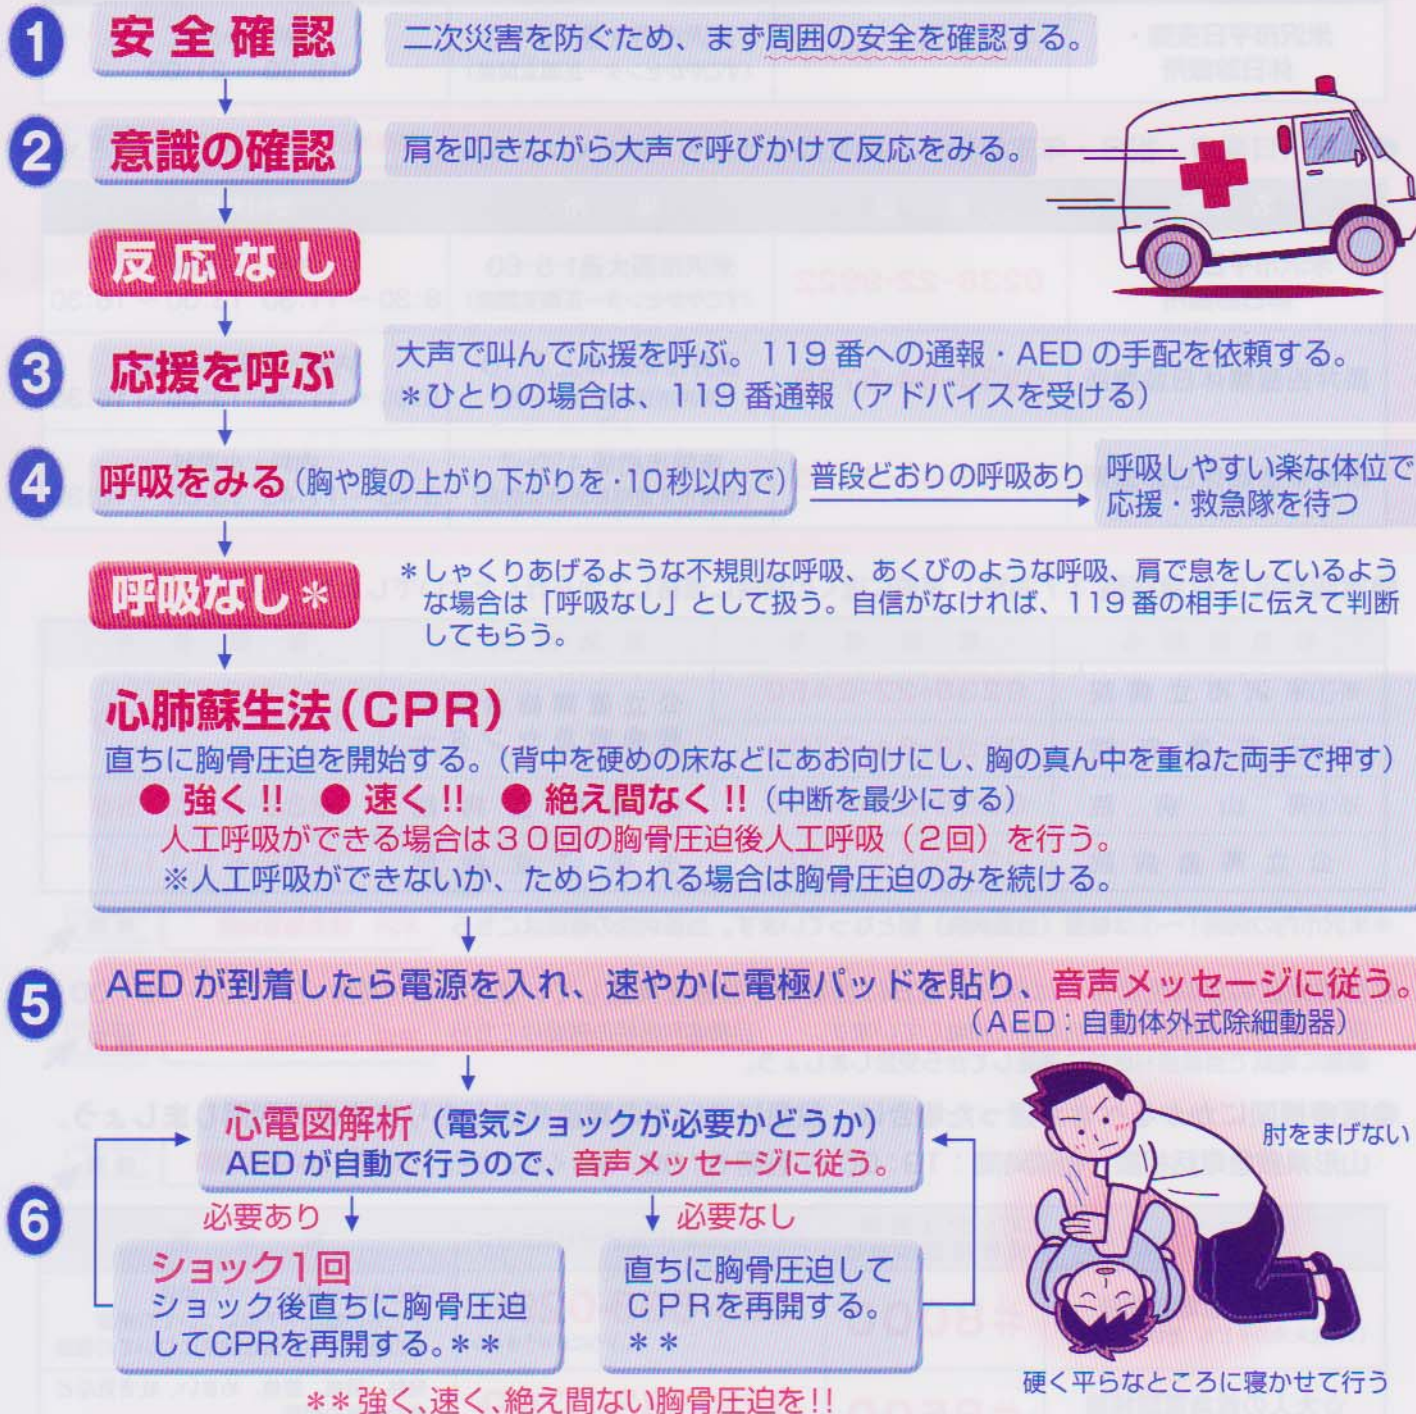 1 安全確認 二次災害を防ぐため、まず周囲の安全を確認する。
2 意識の確認 肩を叩きながら大声で呼びかけて反応をみる。
反応なし
3 応援を呼ぶ 大声で叫んで応援を呼ぶ。119番への通報・AEDの手配を依頼する。
＊ひとりの場合は、119番通報（アドバイスを受ける）
4 呼吸をみる（胸や腹の上がり下がりを・10秒以内で） 普段どおりの呼吸あり 呼吸しやすい楽な体位で
応援・救急隊を待つ
呼吸なし＊ ＊しゃくりあげるような不規則な呼吸、あくびのような呼吸、肩で息をしているよう
な場合は「呼吸なし」として扱う。自信がなければ、119番の相手に伝えて判断
してもらう。
心肺蘇生法（CPR）
直ちに胸骨圧迫を開始する。（背中を硬めの床などにあお向けにし、胸の真ん中を重ねた両手で押す）
●強く!! ●速く!! ●絶え間なく!!（中断を最少にする）
人工呼吸ができる場合は30回の胸骨圧迫後人工呼吸（2回）を行う。
※人工呼吸ができないか、ためらわれる場合は胸骨圧迫のみを続ける。
5 AEDが到着したら電源を入れ、速やかに電極パッドを貼り、音声メッセージに従う。
（AED：自動体外式除細動器）
6
心電図解析（電気ショックが必要かどうか）
AEDが自動で行うので、音声メッセージに従う。
必要あり 必要なし
ショック1回
ショック後直ちに胸骨圧迫
してCPRを再開する。＊＊
直ちに胸骨圧迫して
CPRを再開する。
＊＊
＊＊強く、速く、絶え間ない胸骨圧迫を!!
肘をまげない
硬く平らなところに寝かせて行う